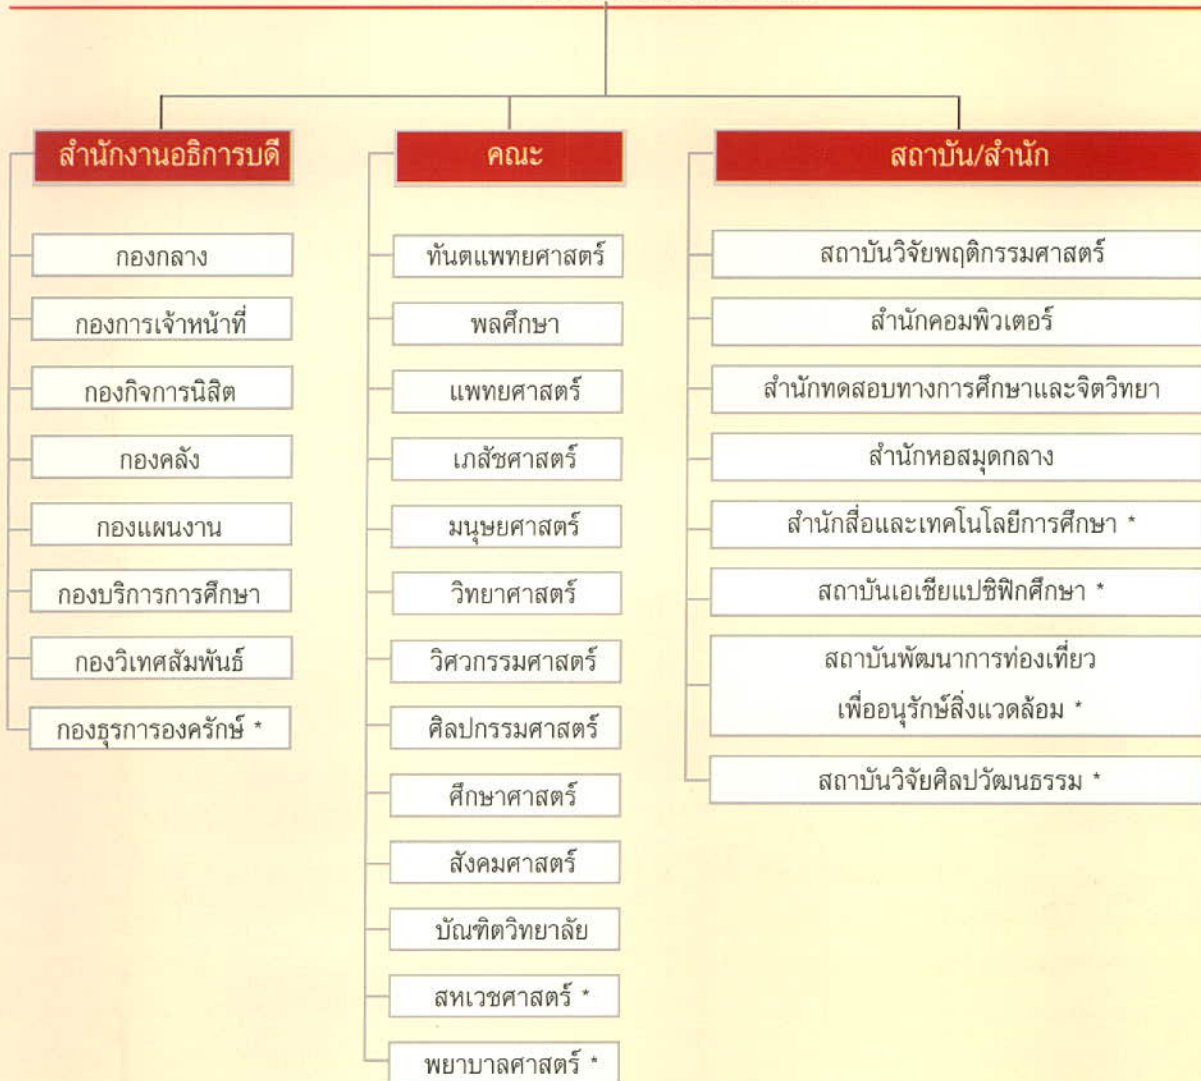 สำนักงานอธิการบดี
กองกลาง
กองการเจ้าหน้าที่
กองกิจการนิสิต
กองคลัง
กองแผนงาน
กองบริการการศึกษา
กองวิเทศสัมพันธ์
กองธุรการองครักษ์ *
คณะ
ทันตแพทยศาสตร์
พลศึกษา
แพทยศาสตร์
เภสัชศาสตร์
มนุษยศาสตร์
วิทยาศาสตร์
วิศวกรรมศาสตร์
ศิลปกรรมศาสตร์
ศึกษาศาสตร์
สังคมศาสตร์
บัณฑิตวิทยาลัย
สหเวชศาสตร์ *
พยาบาลศาสตร์ *
สถาบัน/สำนัก
สถาบันวิจัยพฤติกรรมศาสตร์
สำนักคอมพิวเตอร์
สำนักทดสอบทางการศึกษาและจิตวิทยา
สำนักหอสมุดกลาง
สำนักสื่อและเทคโนโลยีการศึกษา *
สถาบันเอเชียแปซิฟิกศึกษา *
สถาบันพัฒนาการท่องเที่ยว
เพื่ออนุรักษ์สิ่งแวดล้อม *
สถาบันวิจัยศิลปวัฒนธรรม *